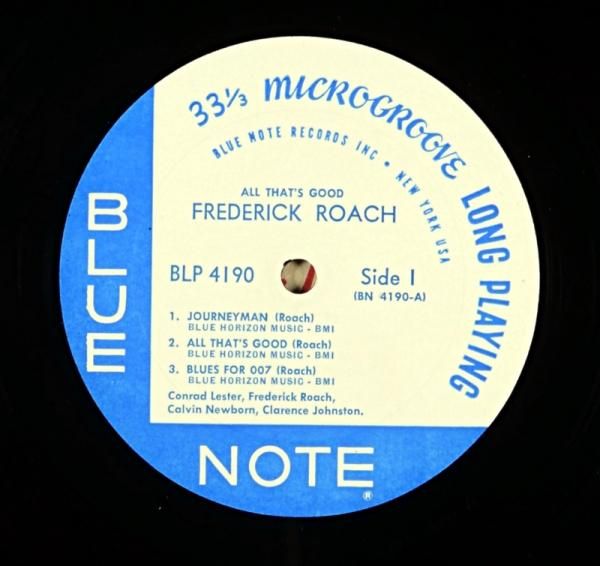 33⅓ MICROGROOVE LONG PLAYING
BLUE NOTE RECORDS INC • NEW YORK USA
ALL THAT'S GOOD
FREDERICK ROACH
BLP 4190
Side 1
(BN 4190-A)
1. JOURNEYMAN (Roach)
BLUE HORIZON MUSIC - BMI
2. ALL THAT'S GOOD (Roach)
BLUE HORIZON MUSIC - BMI
3. BLUES FOR 007 (Roach)
BLUE HORIZON MUSIC - BMI
Conrad Lester, Frederick Roach,
Calvin Newborn, Clarence Johnston.
BLUE
NOTE®